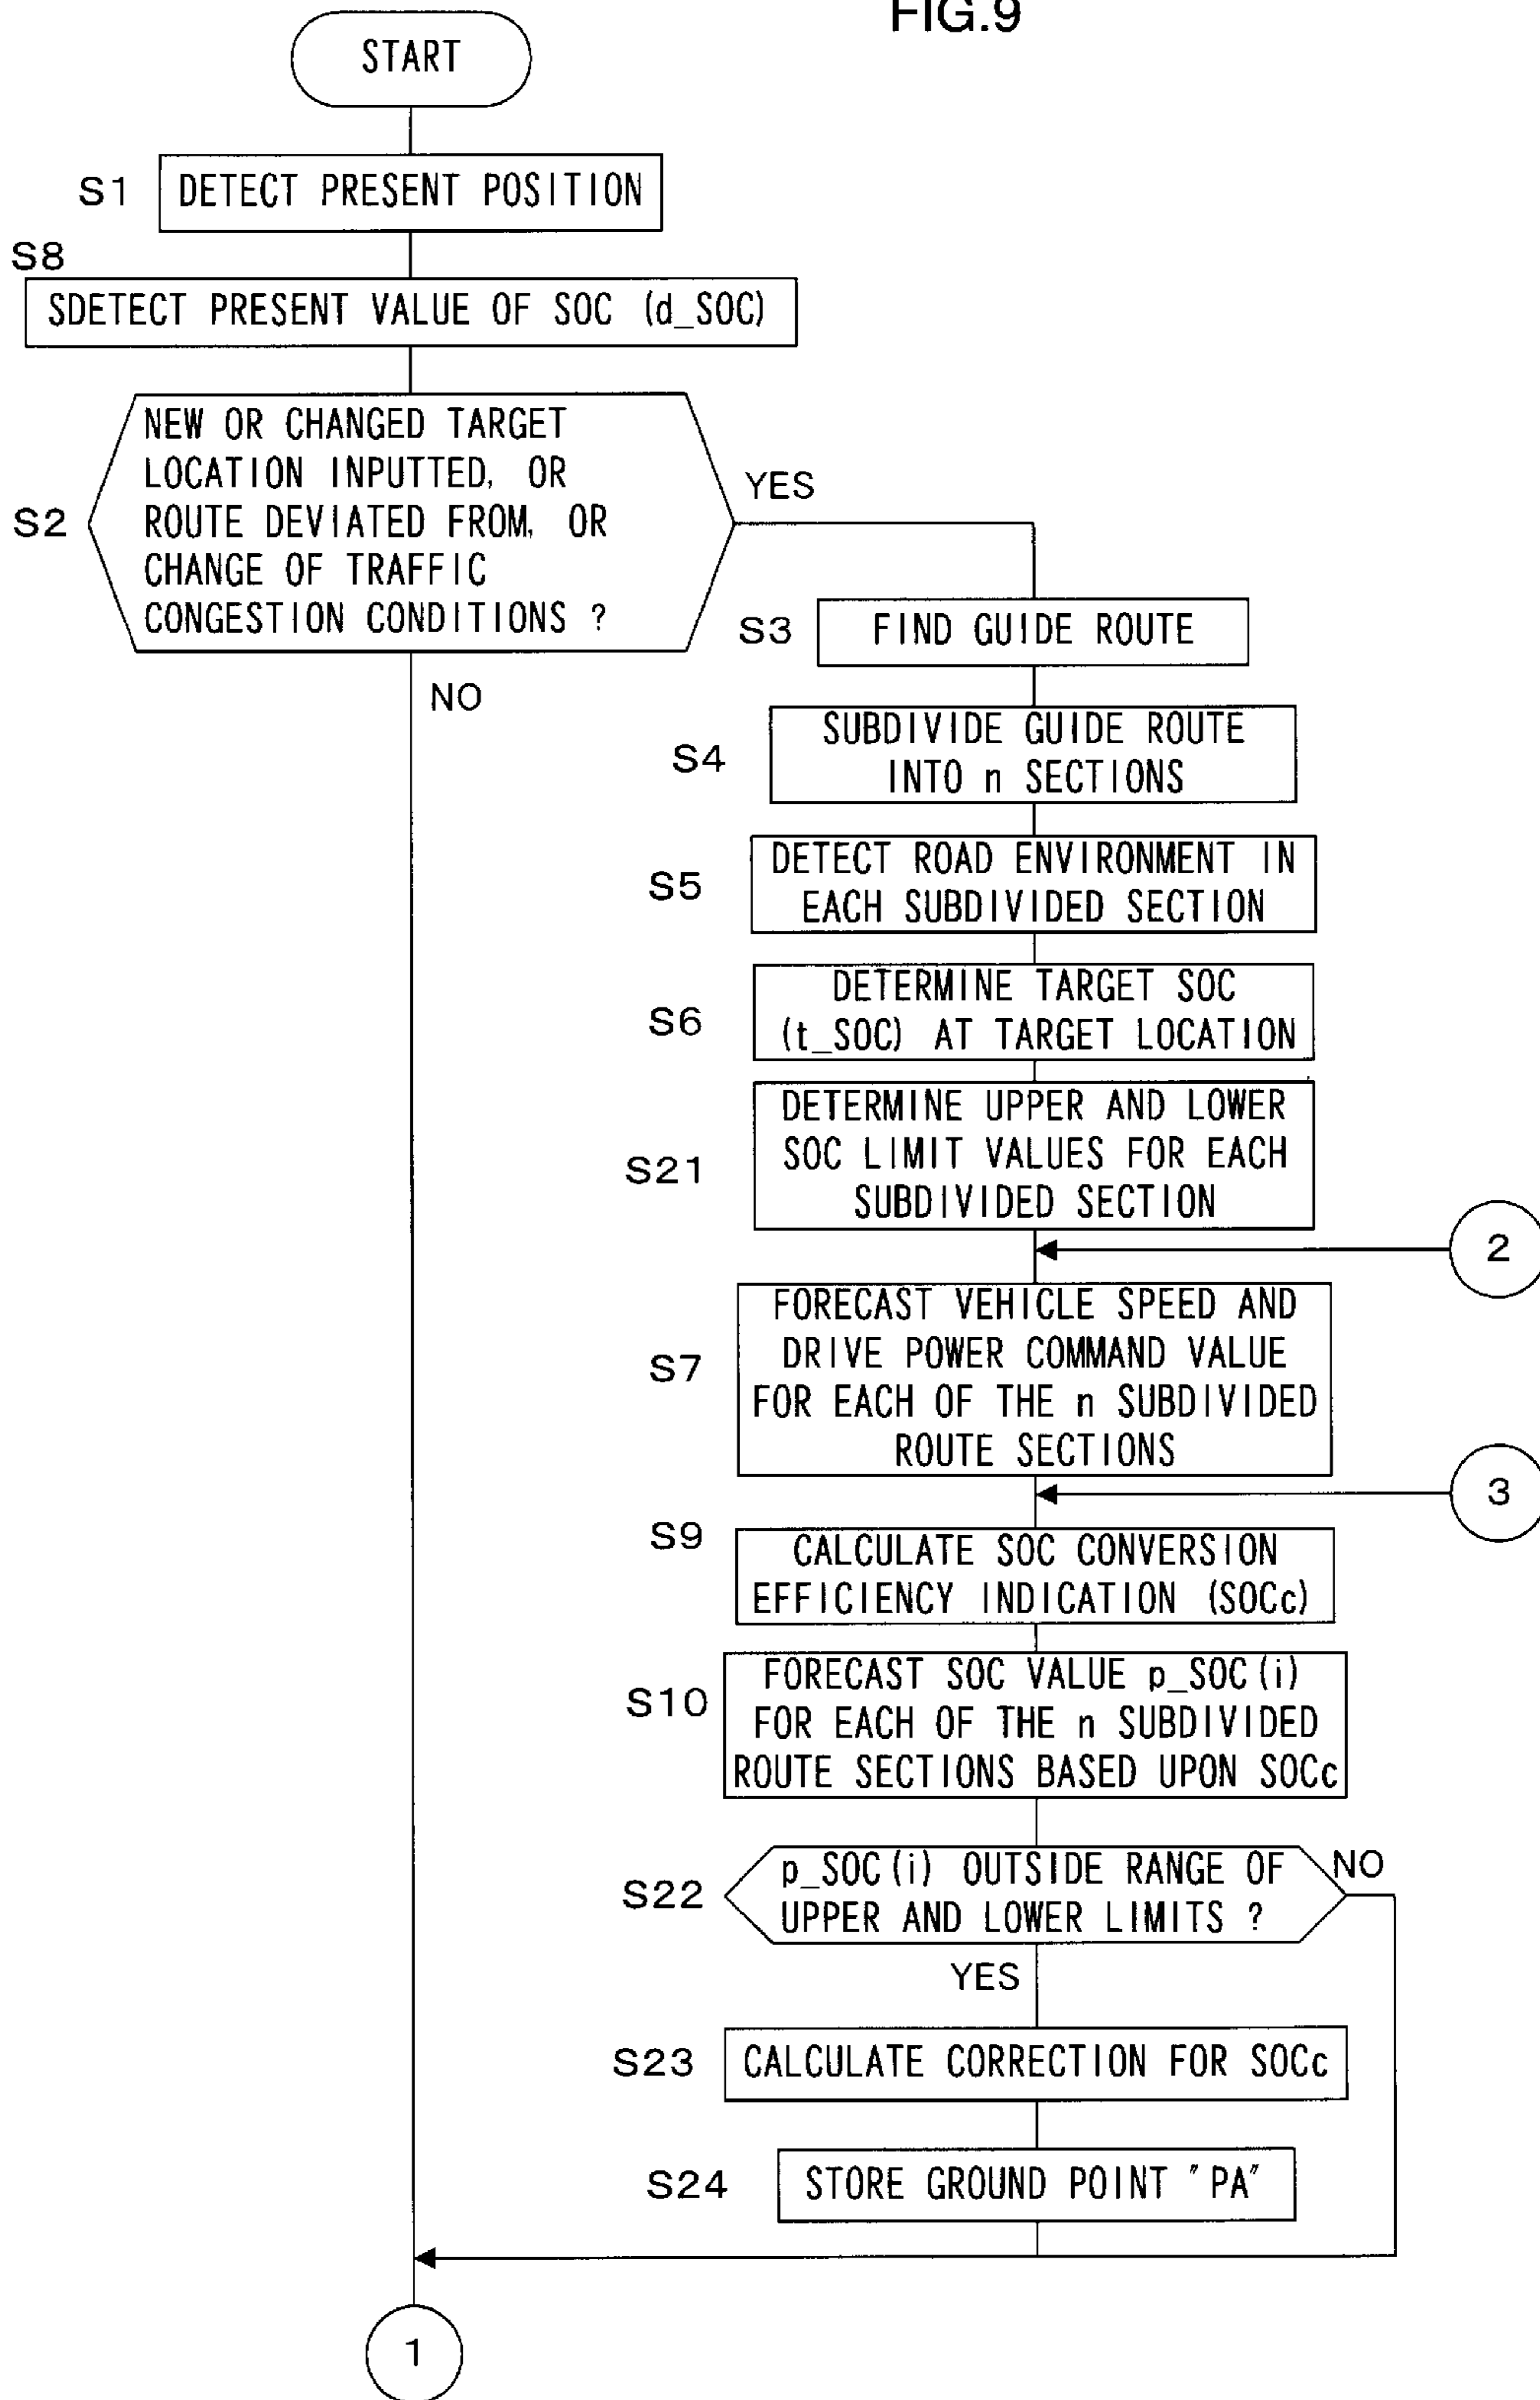 FIG.9
START
S1
DETECT PRESENT POSITION
S8
SDETECT PRESENT VALUE OF SOC (d_SOC)
S2
NEW OR CHANGED TARGET
LOCATION INPUTTED, OR
ROUTE DEVIATED FROM, OR
CHANGE OF TRAFFIC
CONGESTION CONDITIONS ?
YES
NO
S3
FIND GUIDE ROUTE
S4
SUBDIVIDE GUIDE ROUTE
INTO n SECTIONS
S5
DETECT ROAD ENVIRONMENT IN
EACH SUBDIVIDED SECTION
S6
DETERMINE TARGET SOC
(t_SOC) AT TARGET LOCATION
S21
DETERMINE UPPER AND LOWER
SOC LIMIT VALUES FOR EACH
SUBDIVIDED SECTION
2
S7
FORECAST VEHICLE SPEED AND
DRIVE POWER COMMAND VALUE
FOR EACH OF THE n SUBDIVIDED
ROUTE SECTIONS
3
S9
CALCULATE SOC CONVERSION
EFFICIENCY INDICATION (SOCc)
S10
FORECAST SOC VALUE p_SOC(i)
FOR EACH OF THE n SUBDIVIDED
ROUTE SECTIONS BASED UPON SOCc
S22
p_SOC(i) OUTSIDE RANGE OF
UPPER AND LOWER LIMITS ?
NO
YES
S23
CALCULATE CORRECTION FOR SOCc
S24
STORE GROUND POINT "PA"
1